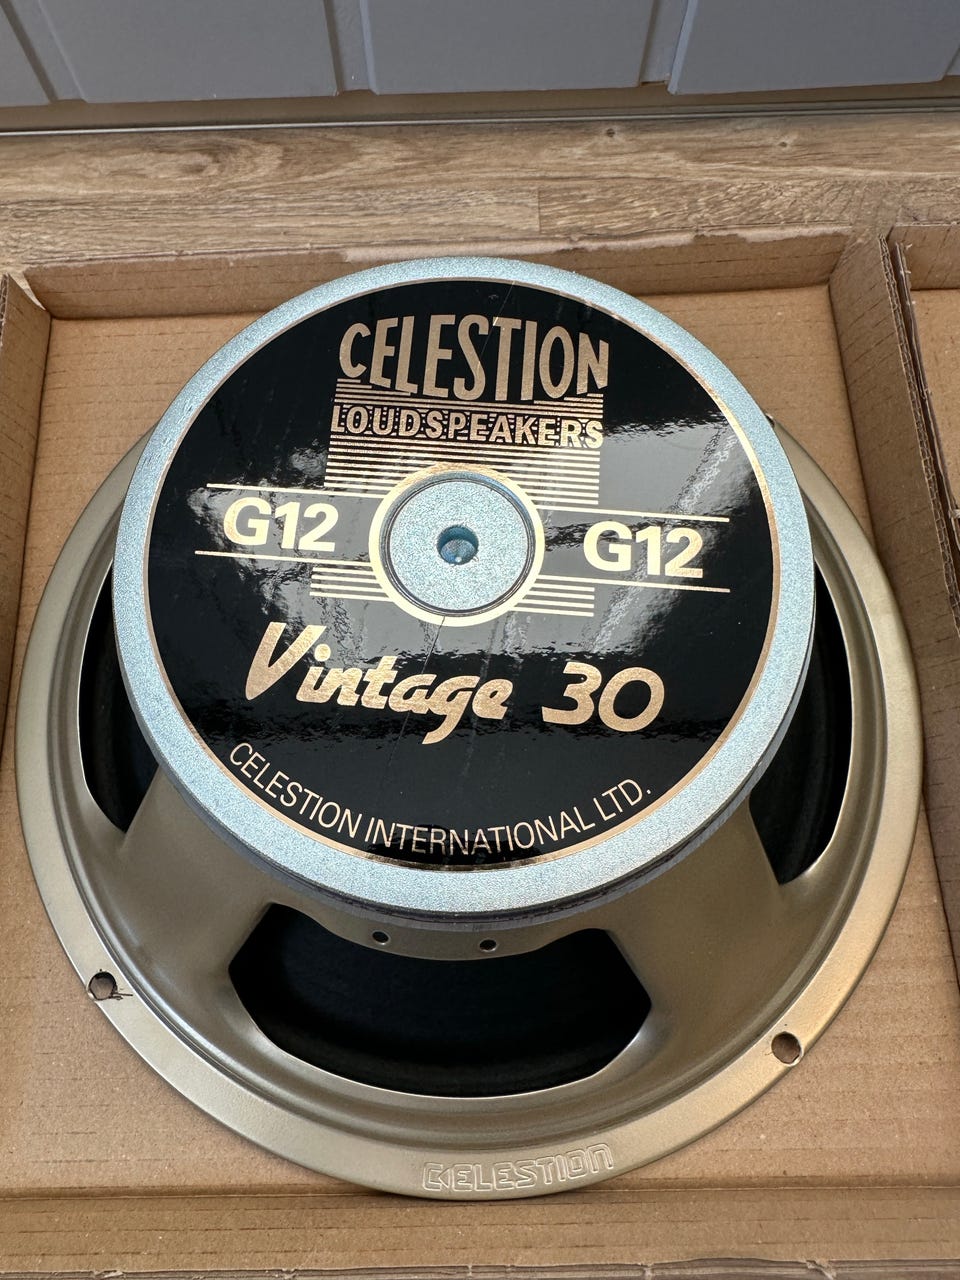 CELESTION
LOUDSPEAKERS
G12 G12
Vintage 30
CELESTION INTERNATIONAL LTD.
CELESTION